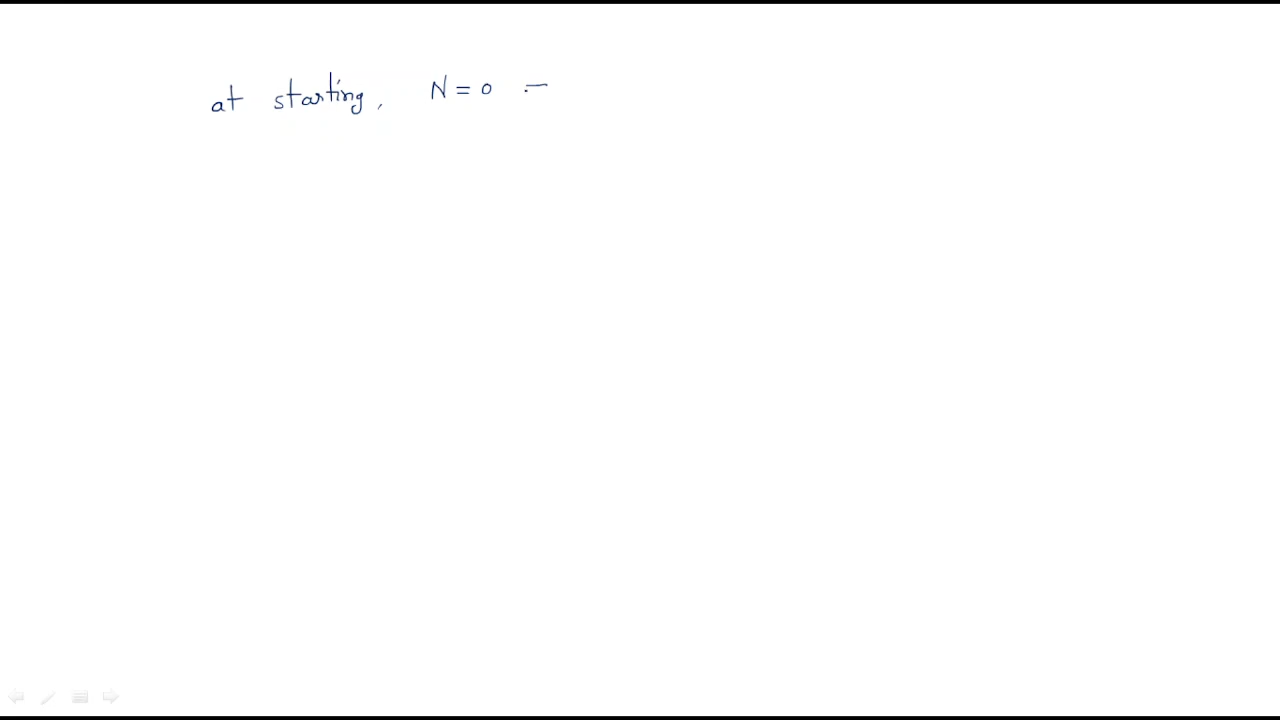 at starting, N = 0